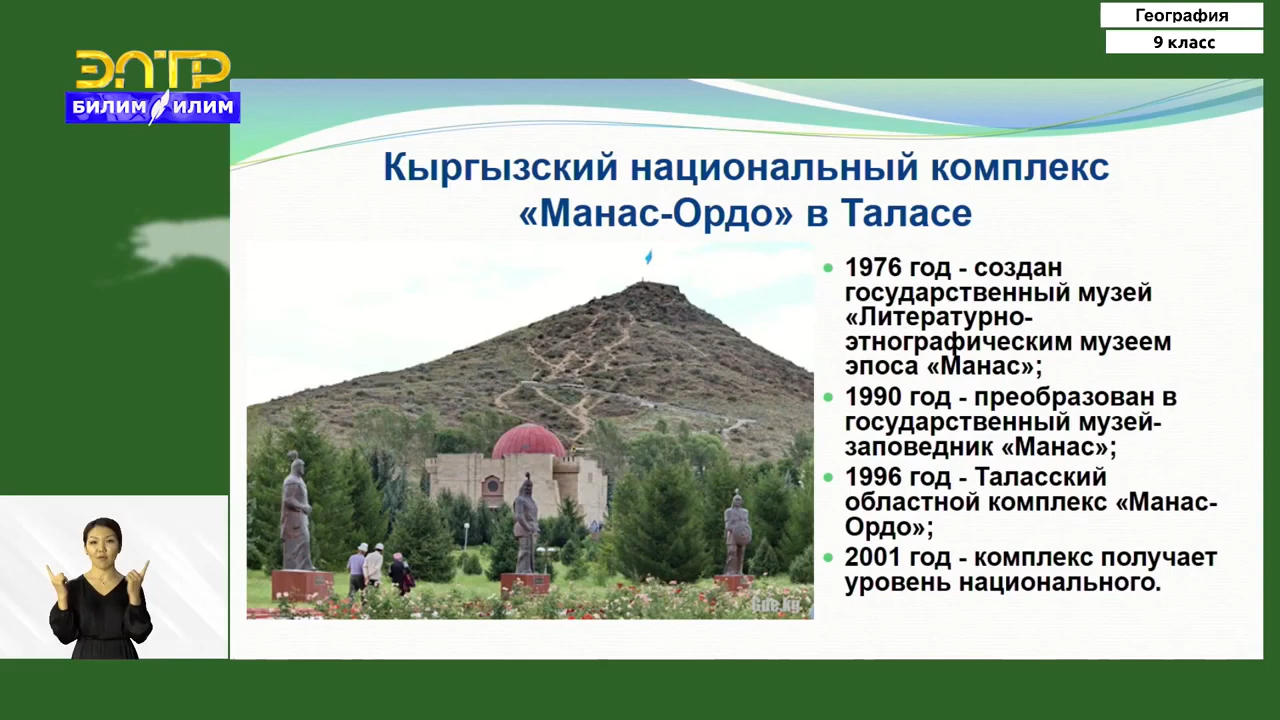 География
9 класс
ЭЛТР
БИЛИМ ИЛИМ
Кыргызский национальный комплекс
«Манас-Ордо» в Таласе
1976 год - создан
государственный музей
«Литературно-
этнографическим музеем
эпоса «Манас»;
1990 год - преобразован в
государственный музей-
заповедник «Манас»;
1996 год - Таласский
областной комплекс «Манас-
Ордо»;
2001 год - комплекс получает
уровень национального.
Gde.kg